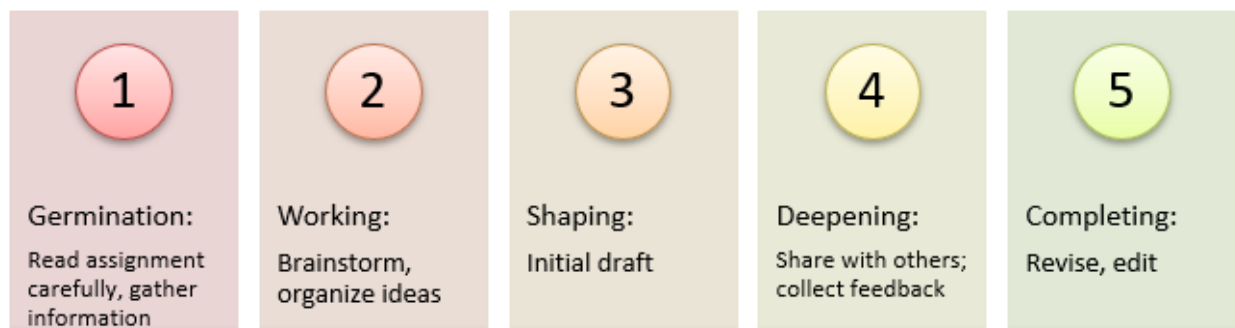 1
Germination:
Read assignment
carefully, gather
information
2
Working:
Brainstorm,
organize ideas
3
Shaping:
Initial draft
4
Deepening:
Share with others;
collect feedback
5
Completing:
Revise, edit